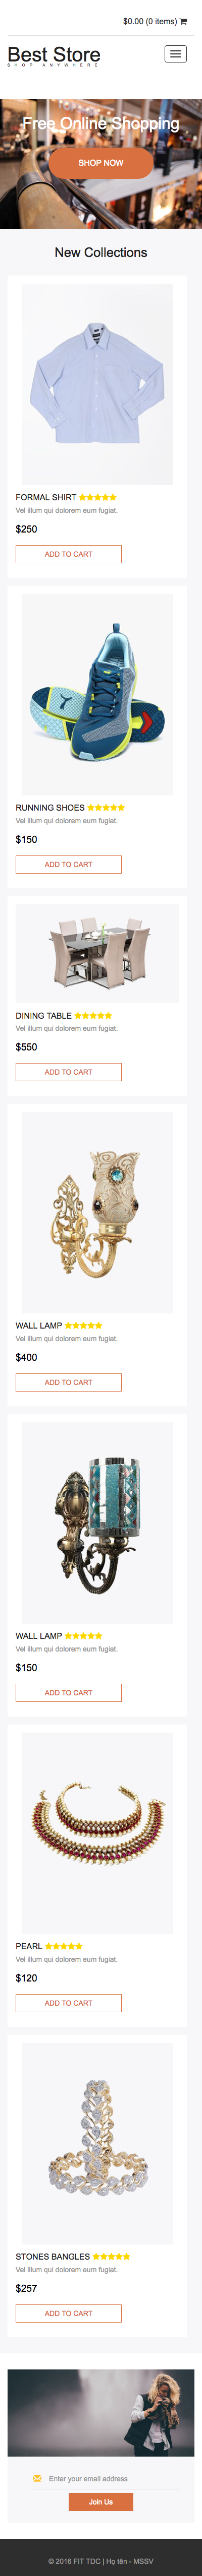 $0.00 (0 items)
Best Store
SHOP ANYWHERE
Free Online Shopping
SHOP NOW
New Collections
FORMAL SHIRT
Vel illum qui dolorem eum fugiat.
$250
ADD TO CART
RUNNING SHOES
Vel illum qui dolorem eum fugiat.
$150
ADD TO CART
DINING TABLE
Vel illum qui dolorem eum fugiat.
$550
ADD TO CART
WALL LAMP
Vel illum qui dolorem eum fugiat.
$400
ADD TO CART
WALL LAMP
Vel illum qui dolorem eum fugiat.
$150
ADD TO CART
PEARL
Vel illum qui dolorem eum fugiat.
$120
ADD TO CART
STONES BANGLES
Vel illum qui dolorem eum fugiat.
$257
ADD TO CART
Enter your email address
Join Us
© 2016 FIT TDC | Họ tên - MSSV